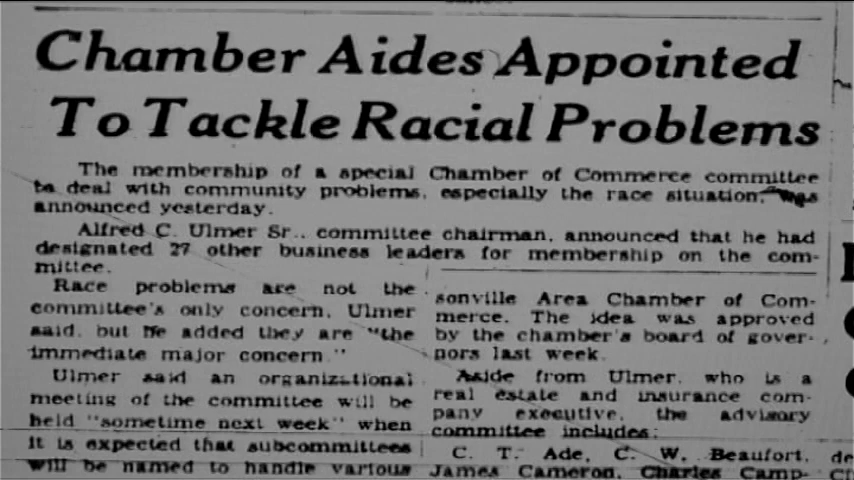 Chamber Aides Appointed
To Tackle Racial Problems
The membership of a special Chamber of Commerce committee
to deal with community problems, especially the race situation, was
announced yesterday.
Alfred C. Ulmer Sr., committee chairman, announced that he had
designated 27 other business leaders for membership on the com-
mittee.
Race problems are not the
committee's only concern, Ulmer
said, but he added they are "the
immediate major concern."
Ulmer said an organizational
meeting of the committee will be
held "sometime next week" when
it is expected that subcommittees
will be named to handle various
sonville Area Chamber of Com-
merce. The idea was approved
by the chamber's board of gover-
nors last week.
Aside from Ulmer, who is a
real estate and insurance com-
pany executive, the advisory
committee includes:
C. T. Ade, C. W. Beaufort,
James Cameron, Charles Camp-